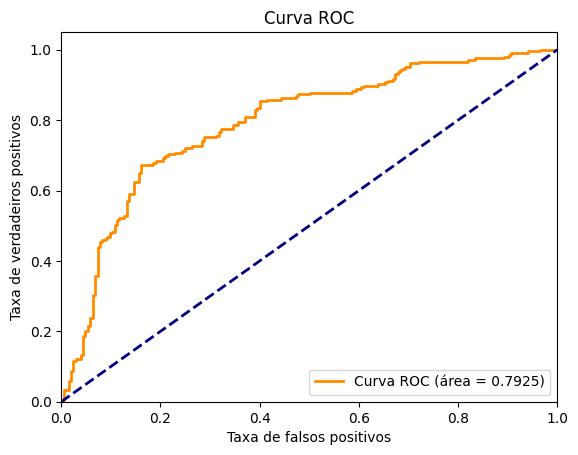 Curva ROC
1.0
0.8
0.6
0.4
0.2
0.0
Taxa de verdadeiros positivos
Curva ROC (área = 0.7925)
0.0 0.2 0.4 0.6 0.8 1.0
Taxa de falsos positivos